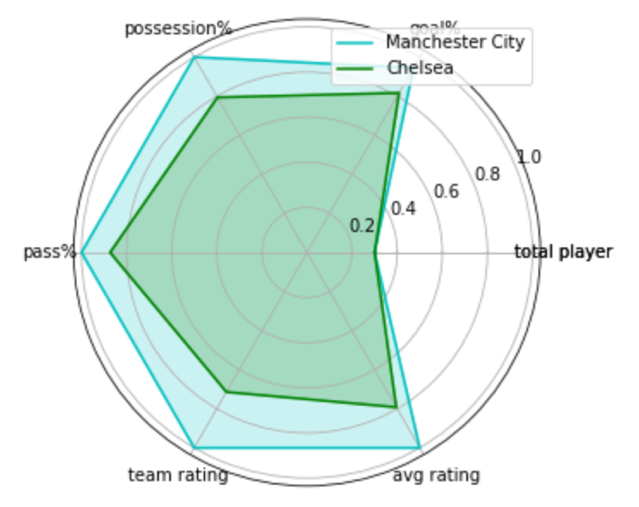 possession%
goal%
Manchester City
Chelsea
1.0
0.8
0.6
0.4
0.2
pass%
total player
team rating
avg rating